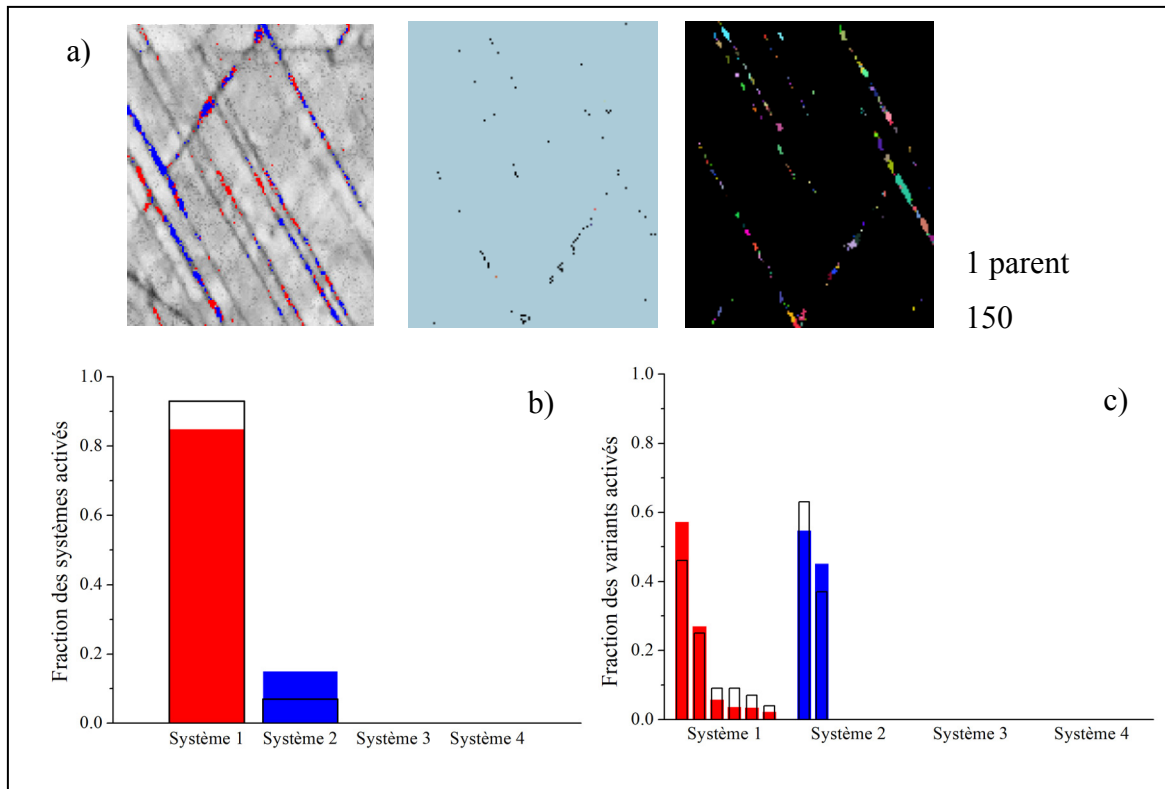 a)
1 parent
150
b)
Fraction des systèmes activés
1.0
0.8
0.6
0.4
0.2
0.0
Système 1 Système 2 Système 3 Système 4
c)
Fraction des variants activés
1.0
0.8
0.6
0.4
0.2
0.0
Système 1 Système 2 Système 3 Système 4